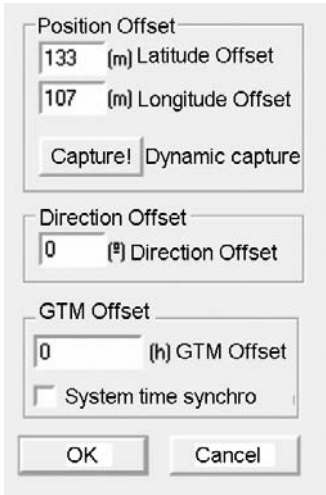 Position Offset
133 (m) Latitude Offset
107 (m) Longitude Offset
Capture! Dynamic capture
Direction Offset
0 (º) Direction Offset
GTM Offset
0 (h) GTM Offset
System time synchro
OK Cancel